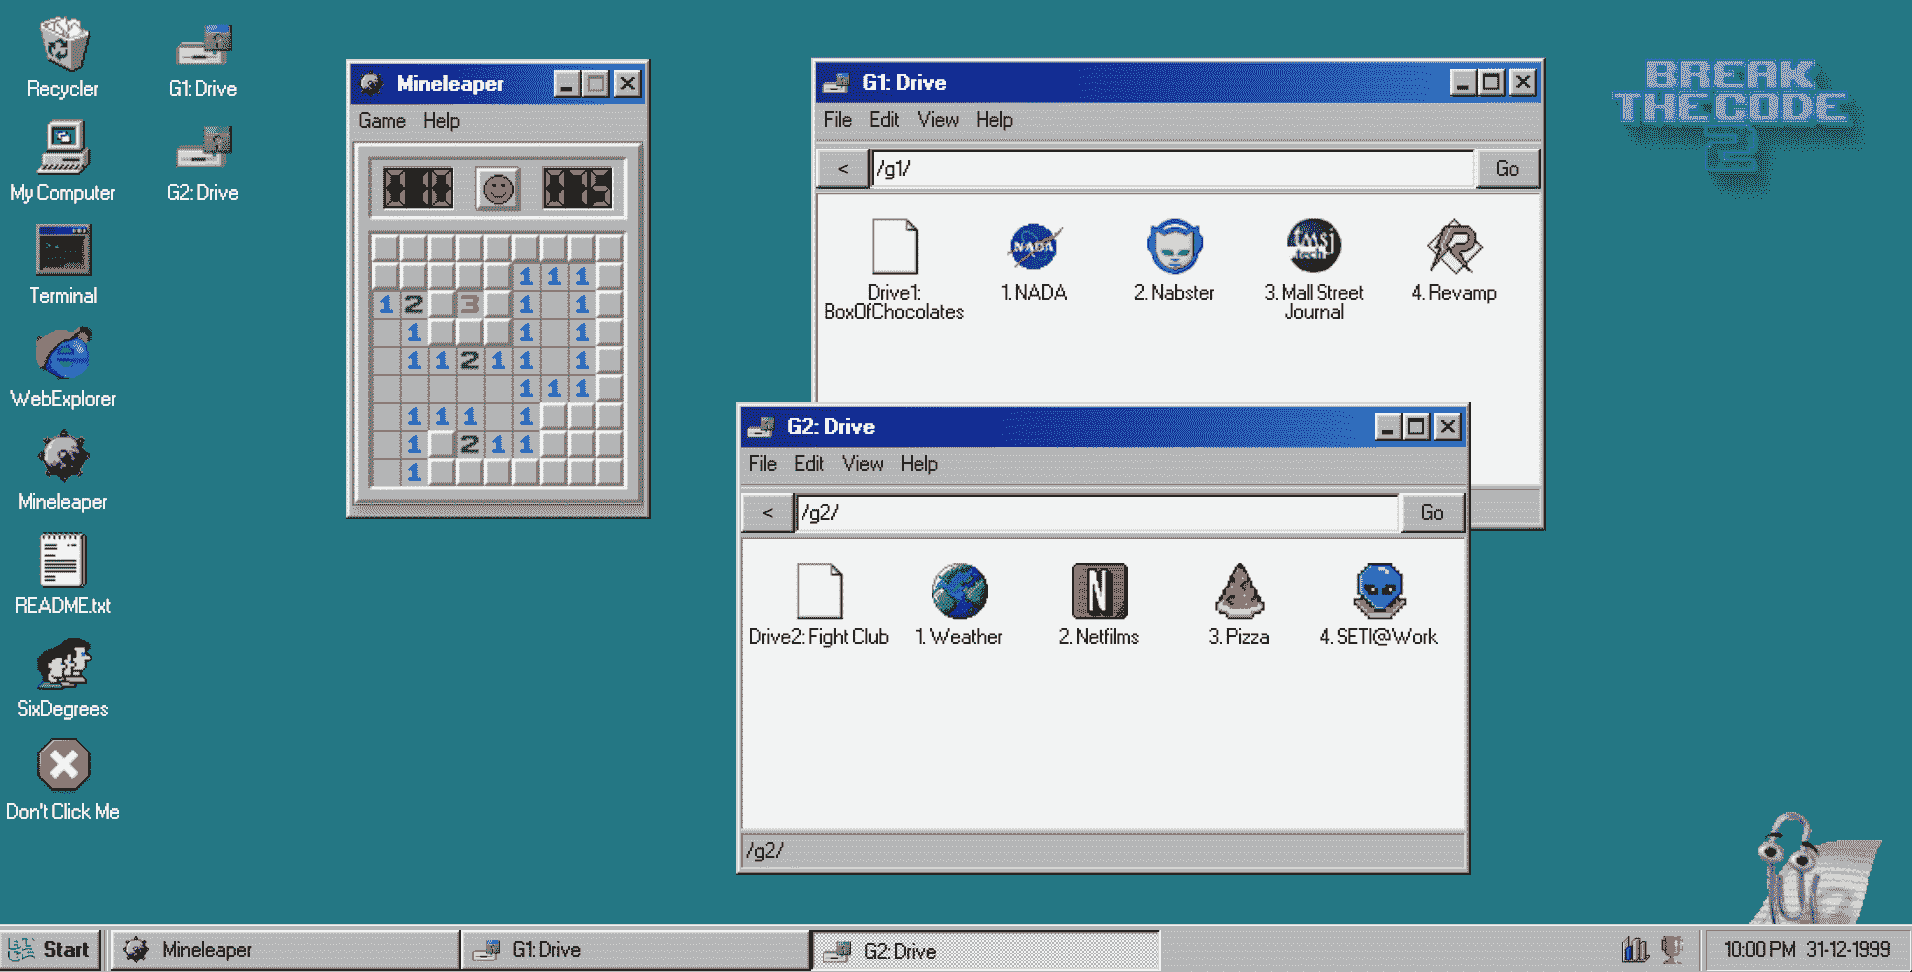 Recycler
G1: Drive
My Computer
G2: Drive
Terminal
WebExplorer
Mineleaper
README.txt
SixDegrees
Don't Click Me
Mineleaper
Game Help
010 075
1 1 1
1 2 3 1 1
1 1 1
1 1 2 1 1 1
1 1 1
1 1 1 1
1 2 1 1
1
G1: Drive
File Edit View Help
< /g1/ Go
NADA
tmsj
tech
R
Drive1:
BoxOfChocolates
1. NADA
2. Nabster
3. Mall Street
Journal
4. Revamp
G2: Drive
File Edit View Help
< /g2/ Go
N
Drive2: Fight Club
1. Weather
2. Netfilms
3. Pizza
4. SETI@Work
/g2/
BREAK
THE CODE
2
Start
Mineleaper
G1: Drive
G2: Drive
10:00 PM 31-12-1999